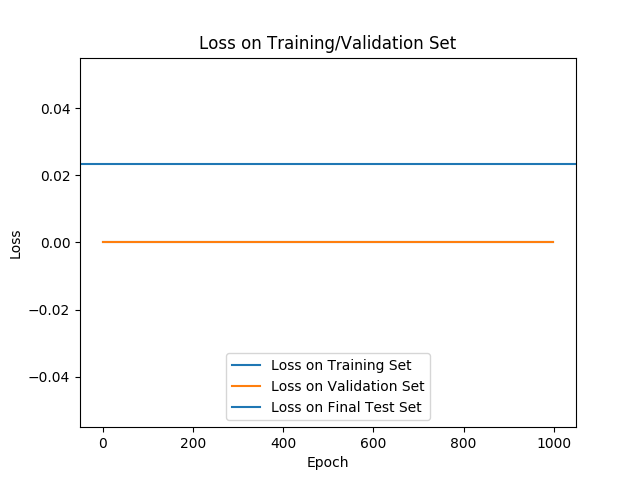 Loss on Training/Validation Set
0.04
0.02
0.00
−0.02
−0.04
Loss
Loss on Training Set
Loss on Validation Set
Loss on Final Test Set
0
200
400
600
800
1000
Epoch